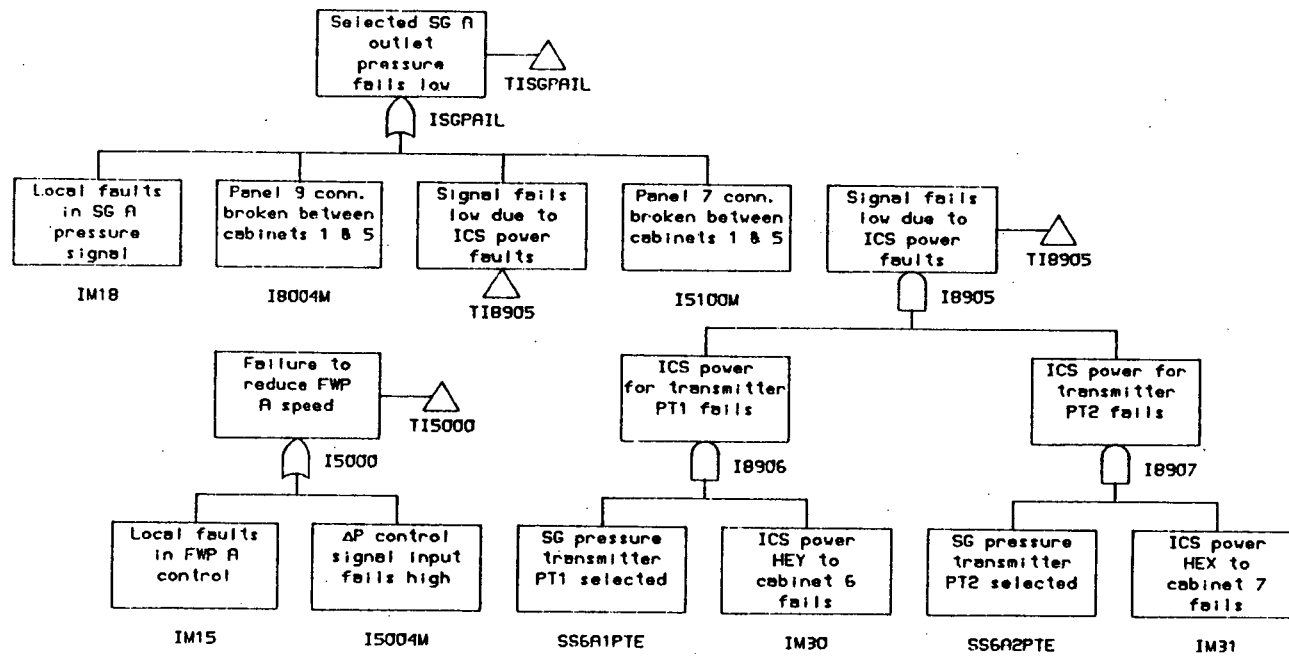 Selected SG A
outlet
pressure
fails low
TISGPAIL
ISGPAIL
Local faults
in SG A
pressure
signal
IM18
Panel 9 conn.
broken between
cabinets 1 & 5
I8004M
Signal fails
low due to
ICS power
faults
TI8905
Panel 7 conn.
broken between
cabinets 1 & 5
I5100M
Signal fails
low due to
ICS power
faults
TI8905
I8905
Failure to
reduce FWP
A speed
TI5000
I5000
ICS power
for transmitter
PT1 fails
I8906
ICS power for
transmitter
PT2 fails
I8907
Local faults
in FWP A
control
IM15
ΔP control
signal input
fails high
I5004M
SG pressure
transmitter
PT1 selected
SS6A1PTE
ICS power
HEY to
cabinet 6
fails
IM30
SG pressure
transmitter
PT2 selected
SS6A2PTE
ICS power
HEX to
cabinet 7
fails
IM31